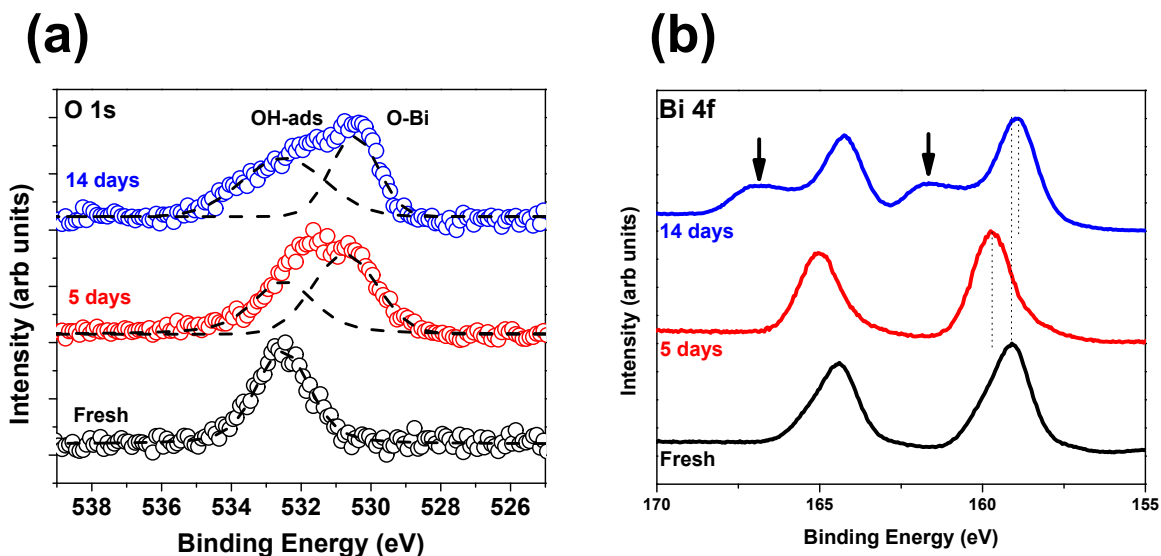 (a)
O 1s
OH-ads
O-Bi
14 days
5 days
Fresh
Intensity (arb units)
538 536 534 532 530 528 526
Binding Energy (eV)
(b)
Bi 4f
14 days
5 days
Fresh
Intensity (arb units)
170 165 160 155
Binding Energy (eV)